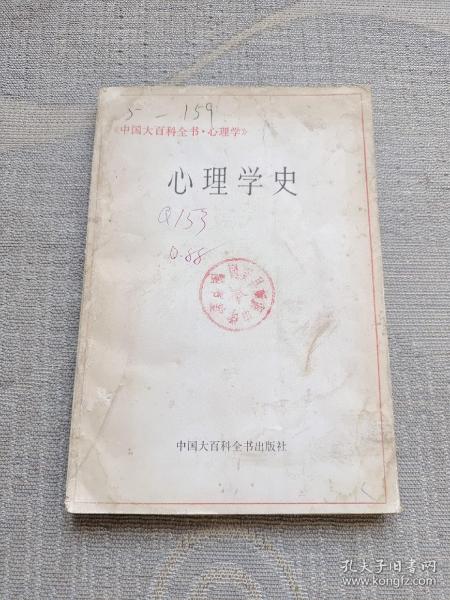 5-159
《中国大百科全书·心理学》
心理学史
Q153
0.88
中国大百科全书出版社
孔夫子旧书网
www.kongfz.com